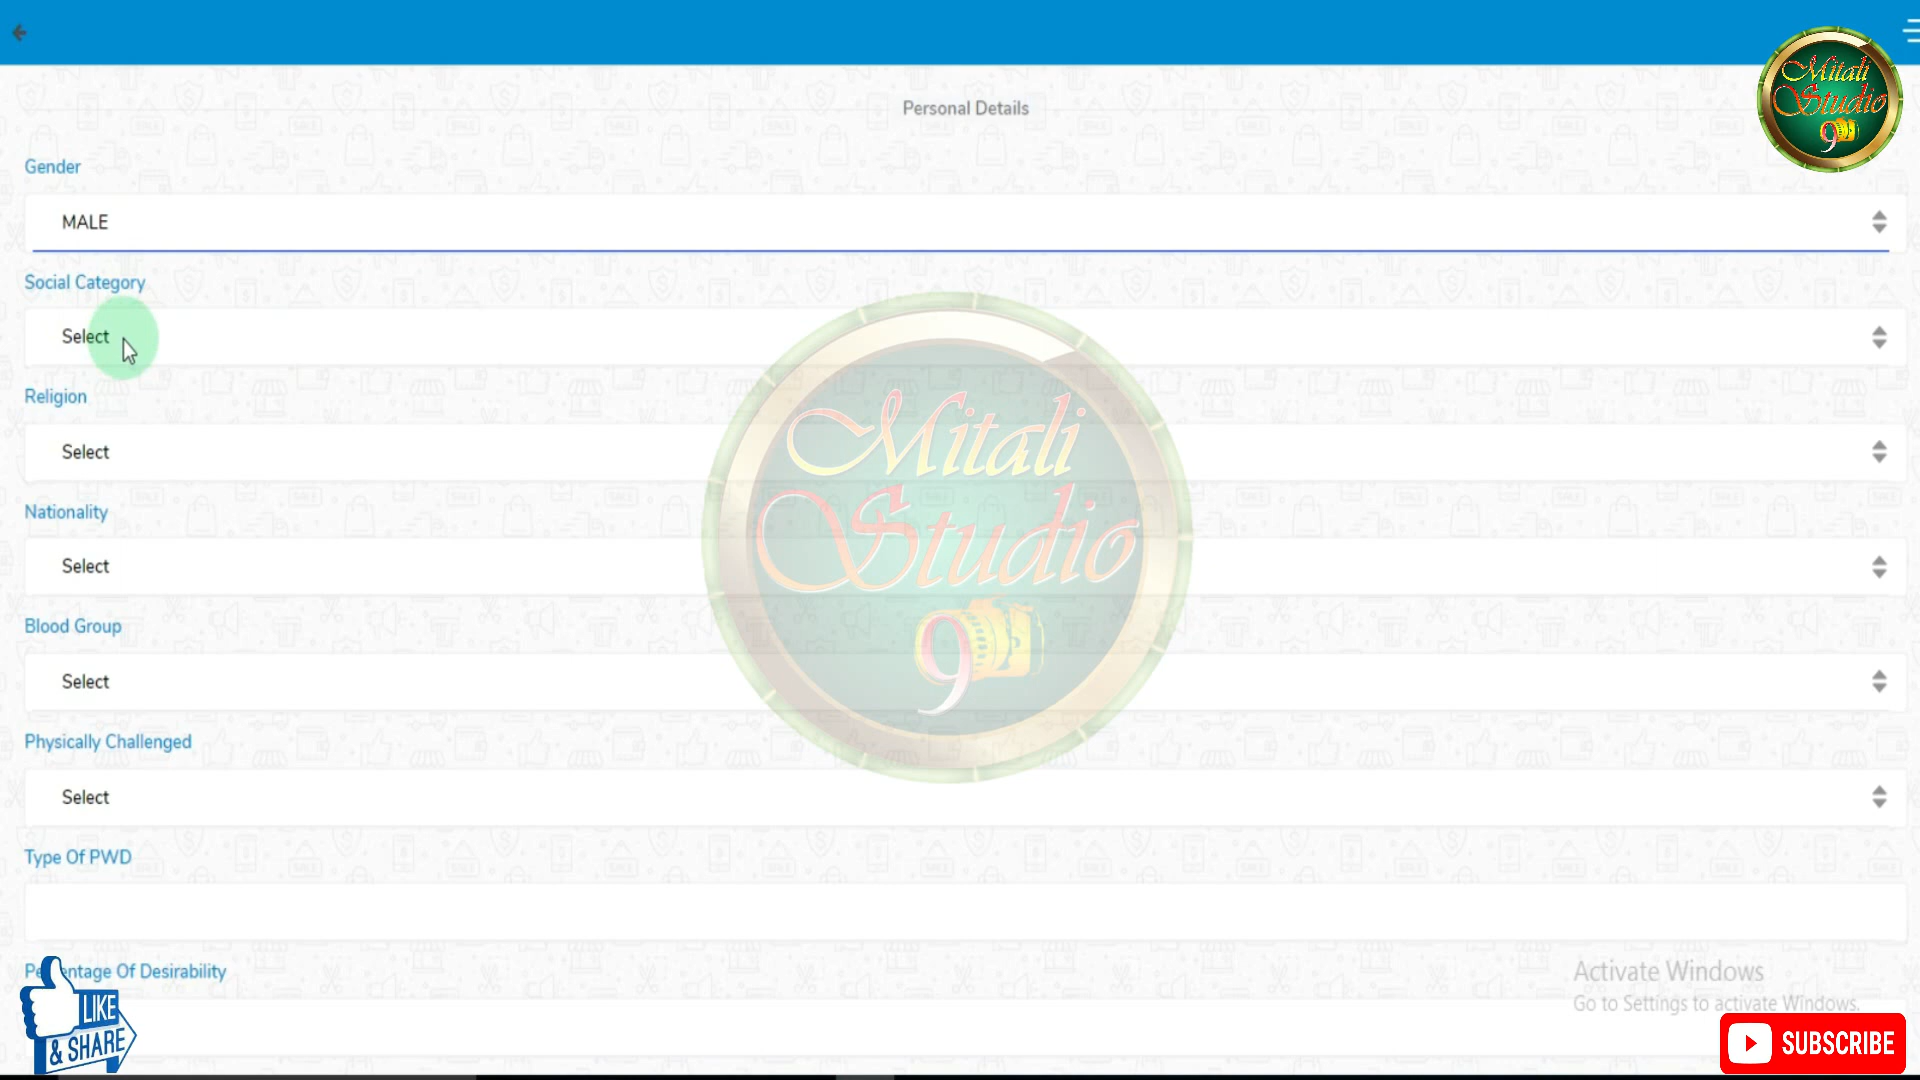 Personal Details
Mitali
Studio
9
Gender
MALE
Social Category
Select
Religion
Select
Nationality
Select
Blood Group
Select
Physically Challenged
Select
Type Of PWD
Mitali
Studio
9
Percentage Of Desirability
Activate Windows
Go to Settings to activate Windows.
LIKE
& SHARE
SUBSCRIBE